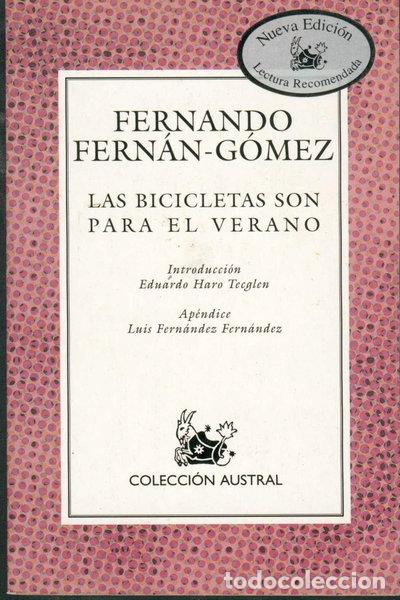 Nueva Edición
Lectura Recomendada
FERNANDO
FERNÁN-GÓMEZ
LAS BICICLETAS SON
PARA EL VERANO
Introducción
Eduardo Haro Tecglen
Apéndice
Luis Fernández Fernández
COLECCIÓN AUSTRAL
todocoleccion